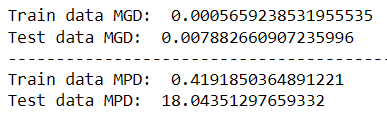 Train data MGD:  0.0005659238531955535
Test data MGD:  0.007882660907235996
----------------------------------------
Train data MPD:  0.4191850364891221
Test data MPD:  18.04351297659332